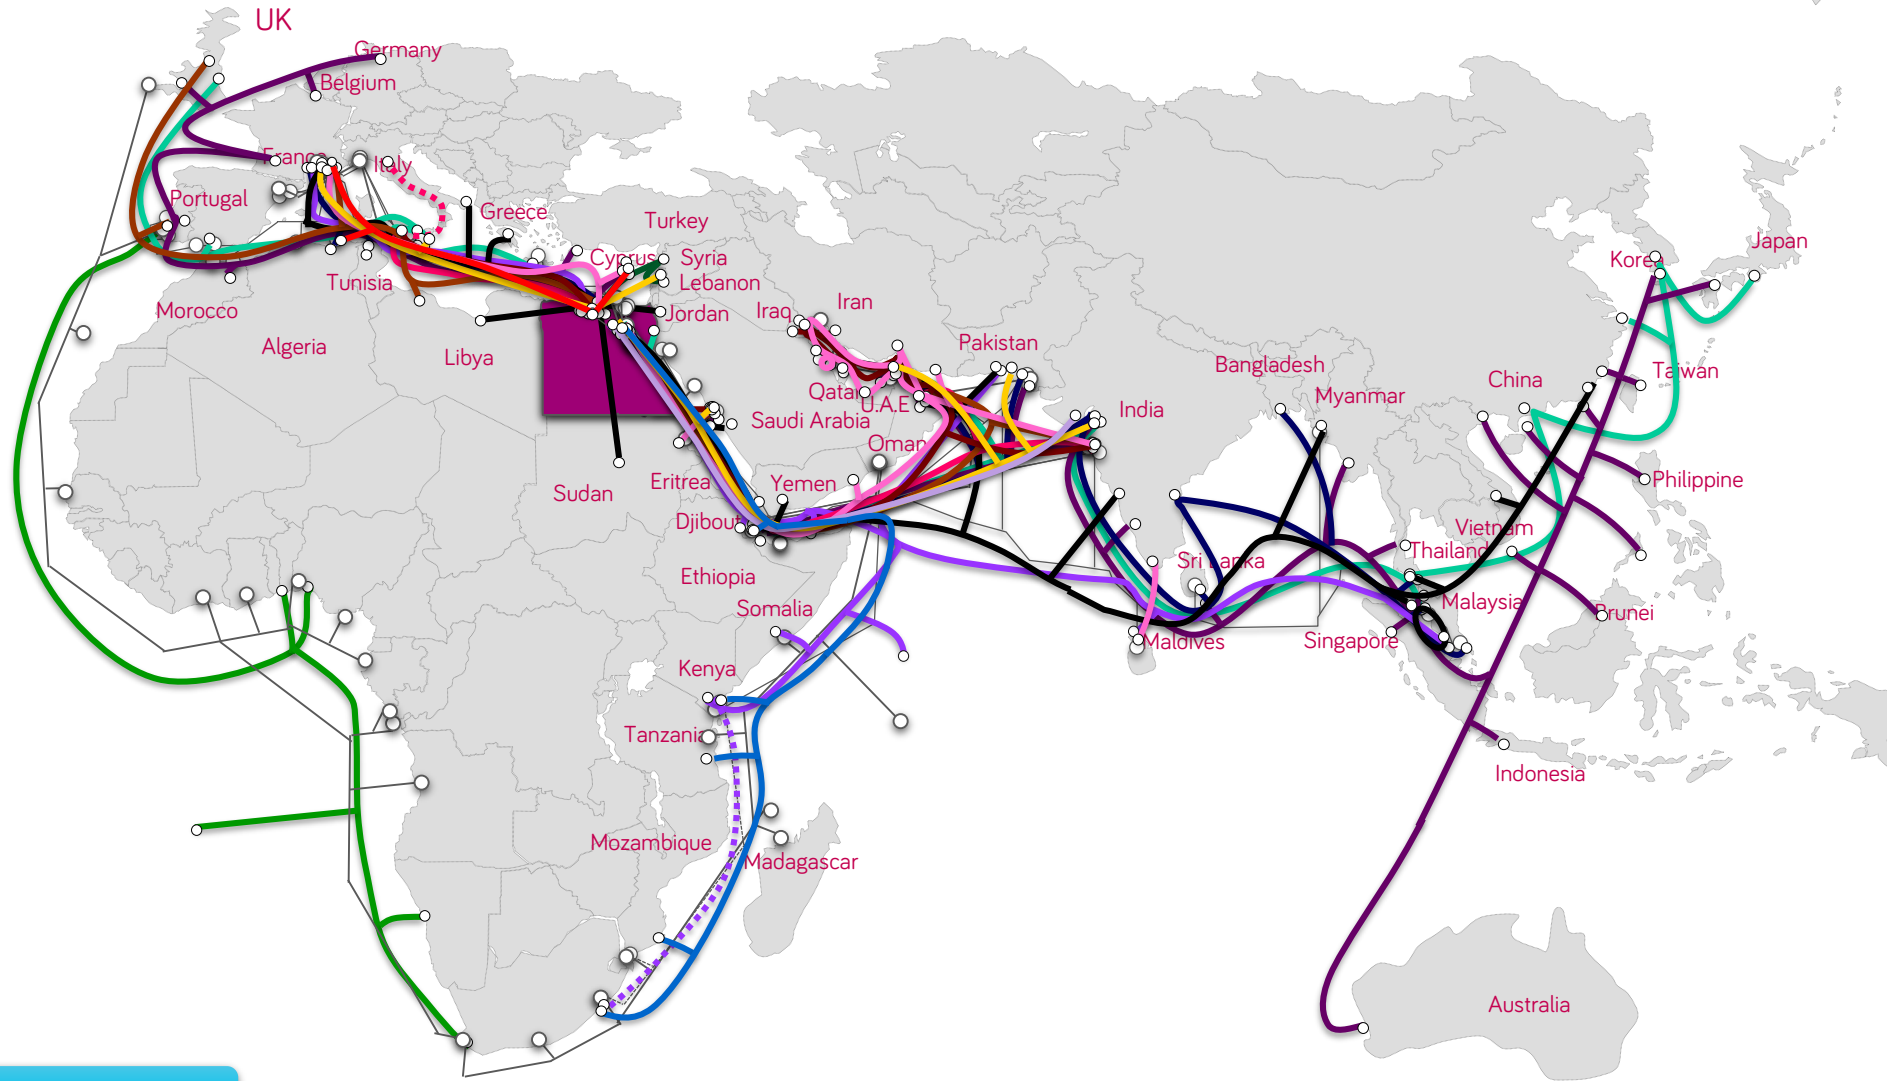 UK
Germany
Belgium
France
Italy
Portugal
Greece
Turkey
Cyprus
Syria
Lebanon
Tunisia
Morocco
Jordan
Iraq
Iran
Algeria
Libya
Pakistan
Qatar
U.A.E
Saudi Arabia
Oman
India
Bangladesh
Myanmar
China
Taiwan
Korea
Japan
Sudan
Eritrea
Yemen
Djibouti
Philippine
Vietnam
Thailand
Sri Lanka
Ethiopia
Somalia
Malaysia
Brunei
Maldives
Singapore
Kenya
Tanzania
Indonesia
Mozambique
Madagascar
Australia